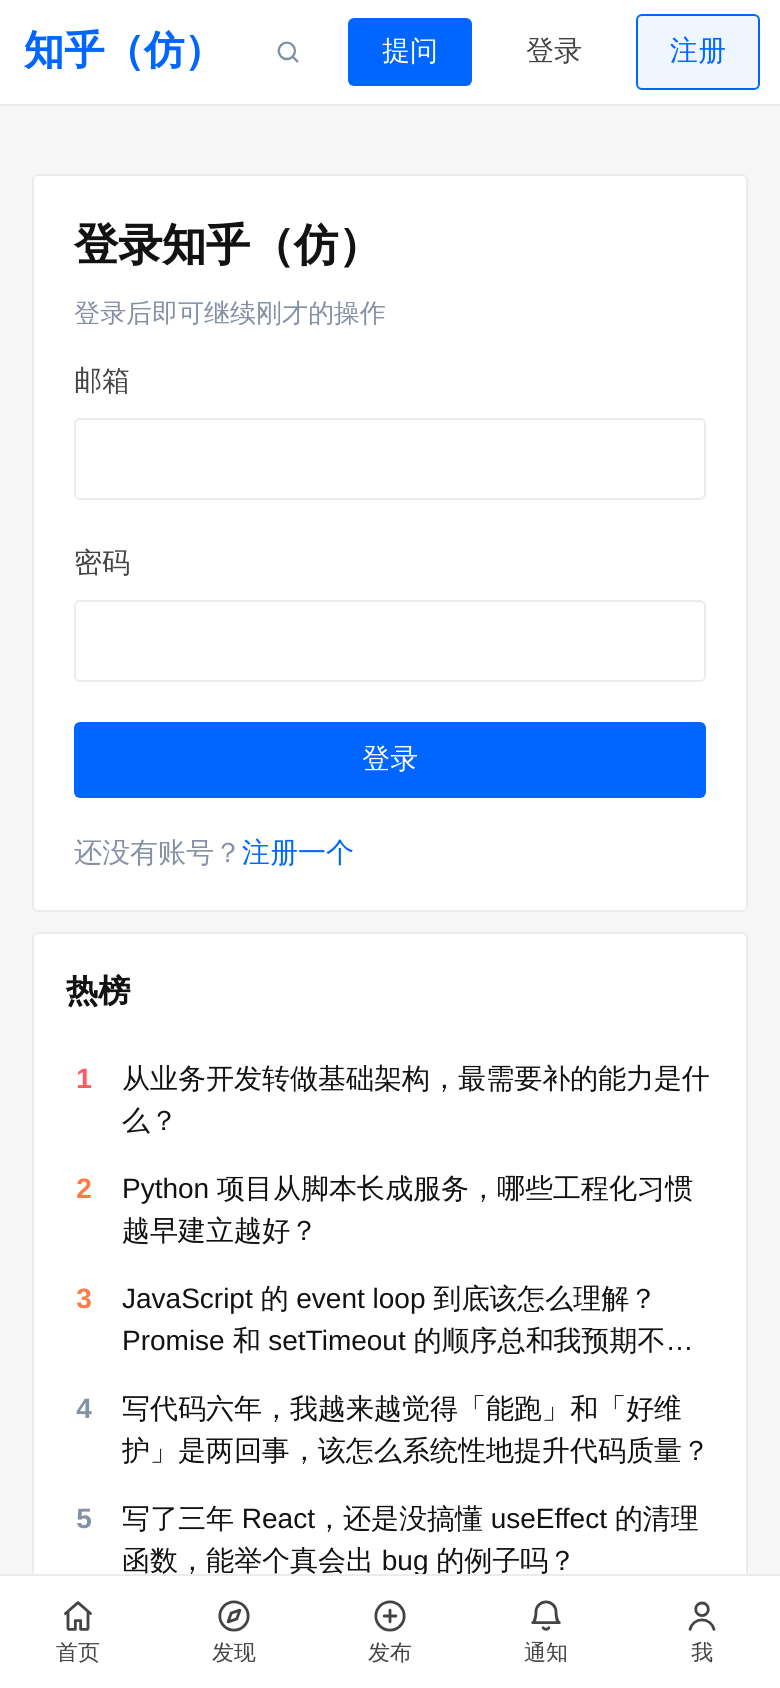 知乎（仿）
提问
登录
注册
登录知乎（仿）
登录后即可继续刚才的操作
邮箱
密码
登录
还没有账号？注册一个
热榜
1 从业务开发转做基础架构，最需要补的能力是什
么？
2 Python 项目从脚本长成服务，哪些工程化习惯
越早建立越好？
3 JavaScript 的 event loop 到底该怎么理解？
Promise 和 setTimeout 的顺序总和我预期不…
4 写代码六年，我越来越觉得「能跑」和「好维
护」是两回事，该怎么系统性地提升代码质量？
5 写了三年 React，还是没搞懂 useEffect 的清理
函数，能举个真会出 bug 的例子吗？
首页
发现
发布
通知
我